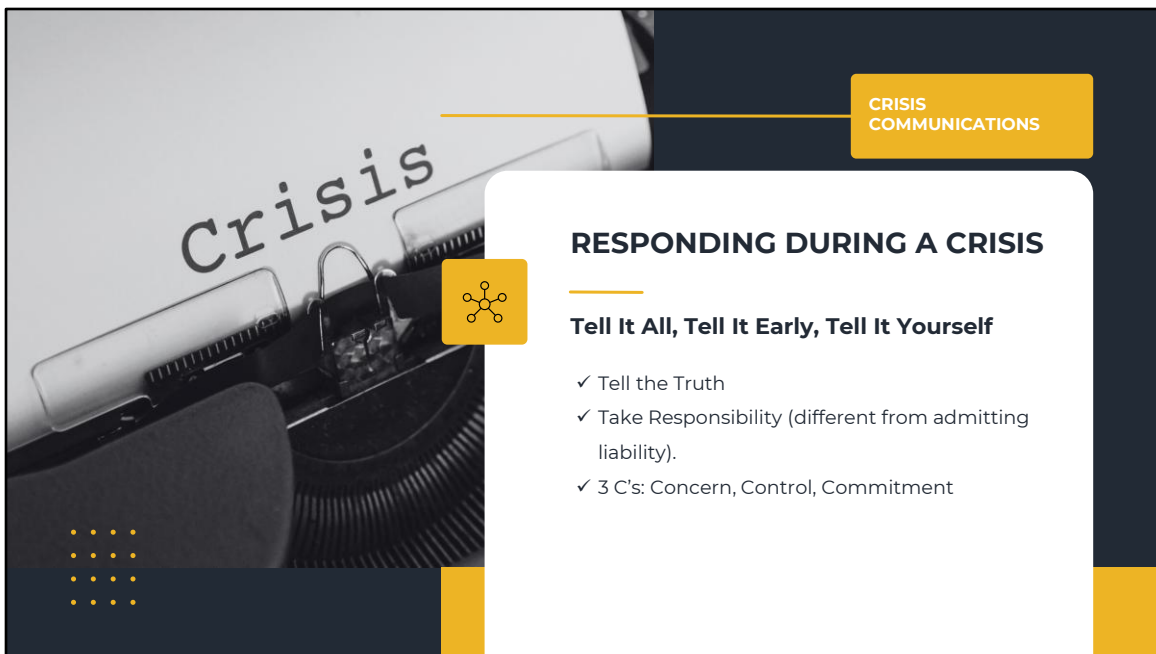 Crisis
CRISIS
COMMUNICATIONS
RESPONDING DURING A CRISIS
Tell It All, Tell It Early, Tell It Yourself
✓ Tell the Truth
✓ Take Responsibility (different from admitting
liability).
✓ 3 C’s: Concern, Control, Commitment